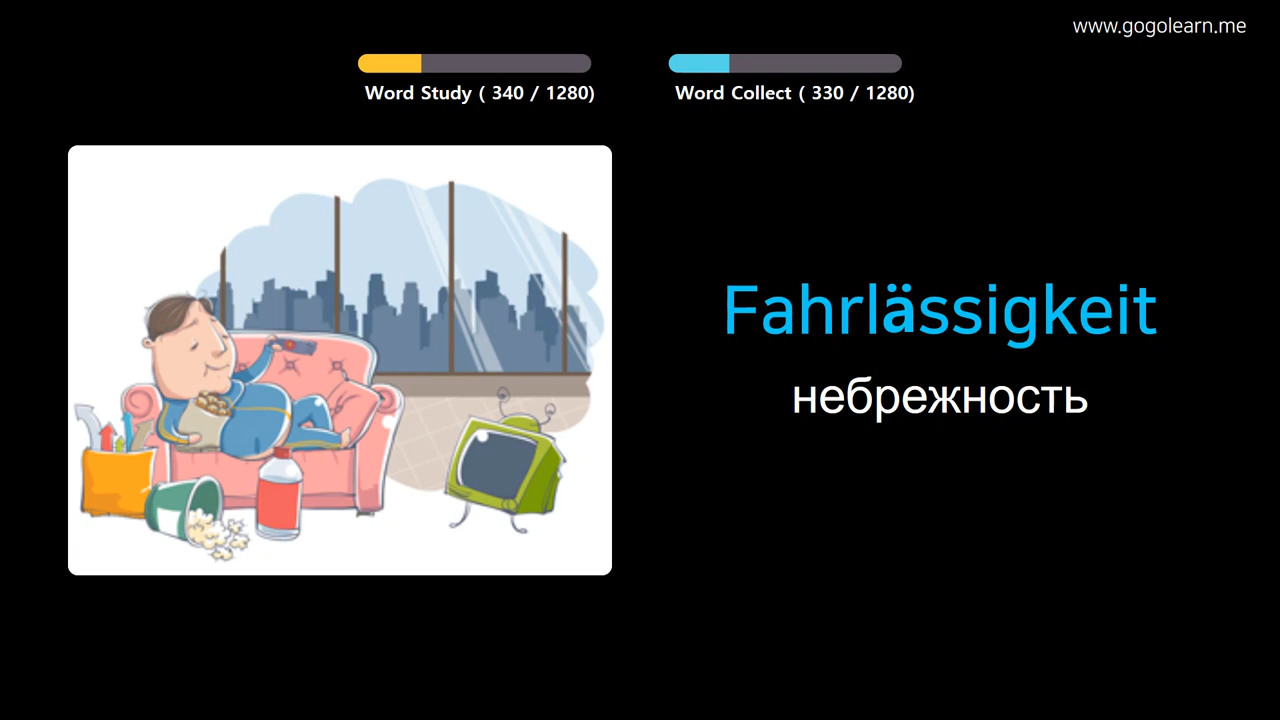 www.gogolearn.me
Word Study ( 340 / 1280)
Word Collect ( 330 / 1280)
Fahrlässigkeit
небрежность